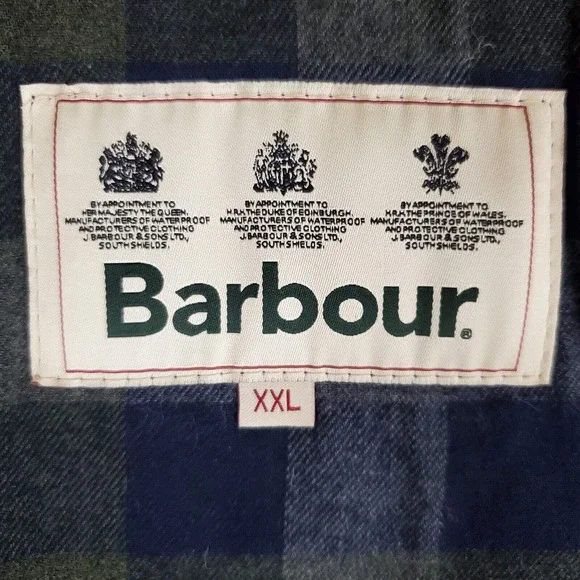 BY APPOINTMENT TO
HER MAJESTY THE QUEEN.
MANUFACTURERS OF WATERPROOF
AND PROTECTIVE CLOTHING
J. BARBOUR & SONS LTD.,
SOUTH SHIELDS.
BY APPOINTMENT TO
H.R.H. THE DUKE OF EDINBURGH.
MANUFACTURERS OF WATERPROOF
AND PROTECTIVE CLOTHING
J. BARBOUR & SONS LTD.,
SOUTH SHIELDS.
BY APPOINTMENT TO
H.R.H. THE PRINCE OF WALES.
MANUFACTURERS OF WATERPROOF
AND PROTECTIVE CLOTHING
J. BARBOUR & SONS LTD.,
SOUTH SHIELDS.
Barbour®
XXL